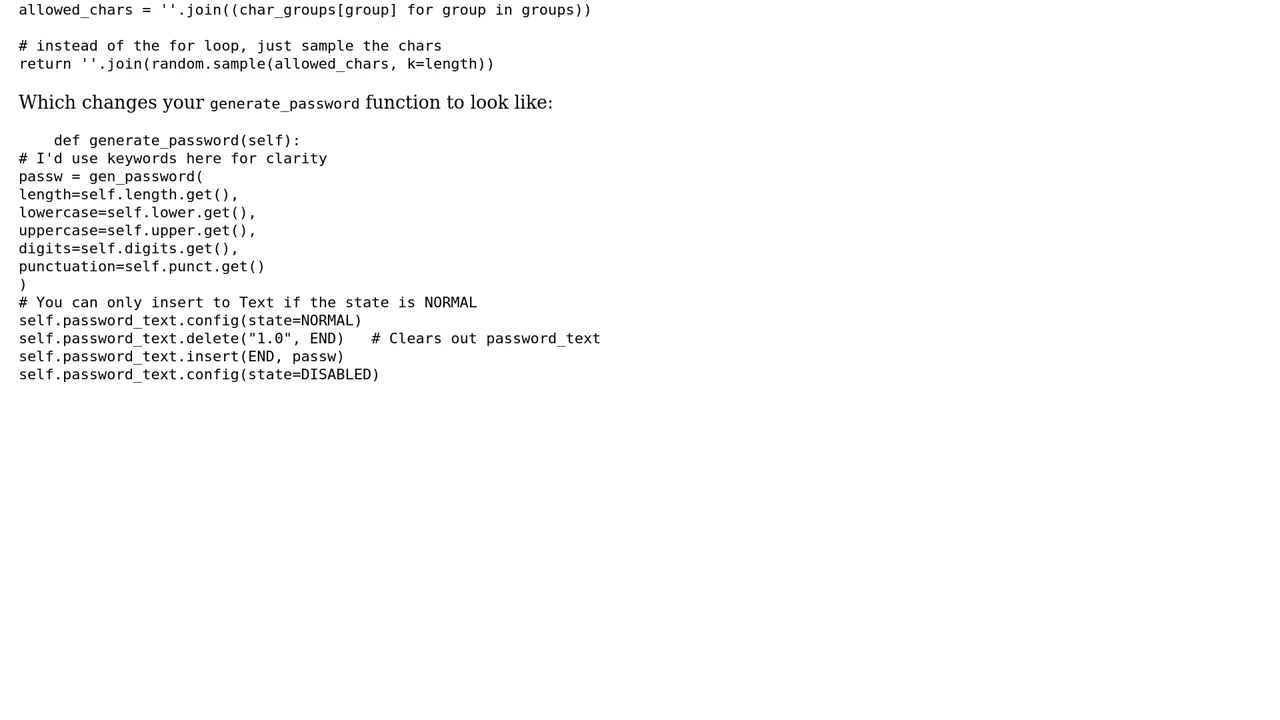 allowed_chars = ''.join((char_groups[group] for group in groups))
# instead of the for loop, just sample the chars
return ''.join(random.sample(allowed_chars, k=length))
Which changes your generate_password function to look like:
def generate_password(self):
# I'd use keywords here for clarity
passw = gen_password(
length=self.length.get(),
lowercase=self.lower.get(),
uppercase=self.upper.get(),
digits=self.digits.get(),
punctuation=self.punct.get()
)
# You can only insert to Text if the state is NORMAL
self.password_text.config(state=NORMAL)
self.password_text.delete("1.0", END)   # Clears out password_text
self.password_text.insert(END, passw)
self.password_text.config(state=DISABLED)